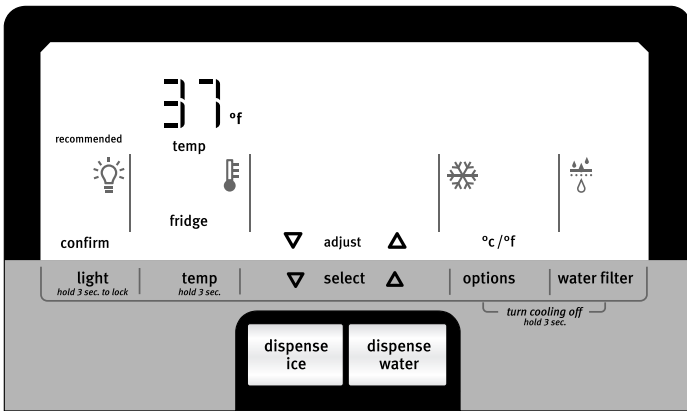 37 °f
recommended
temp
fridge
confirm
adjust
°c/°f
light
hold 3 sec. to lock
temp
hold 3 sec.
select
options
water filter
turn cooling off
hold 3 sec.
dispense
ice
dispense
water